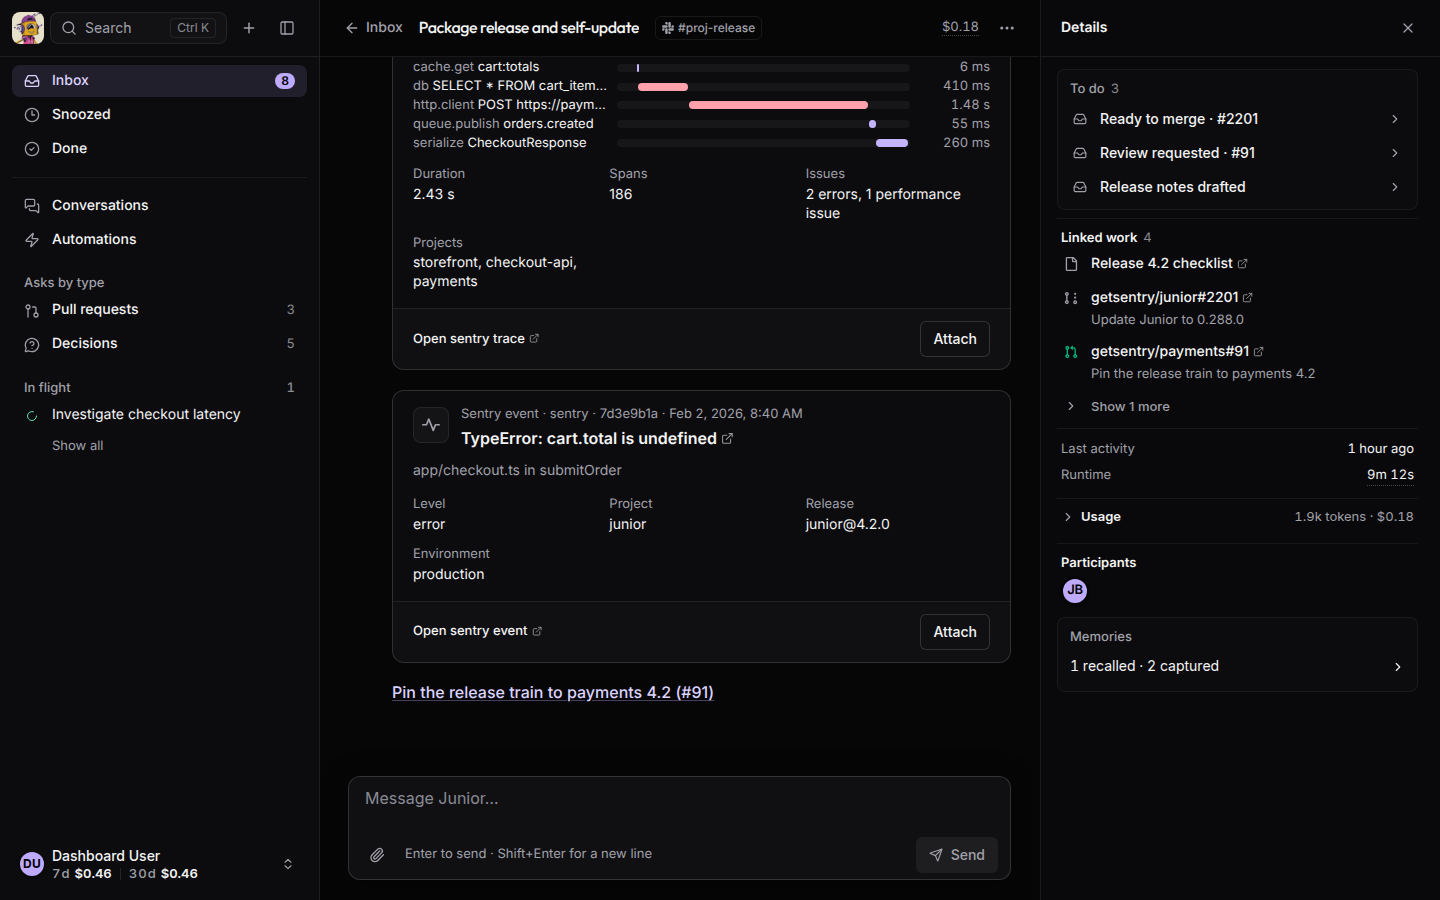 Search
Ctrl K
Inbox
8
Snoozed
Done
Conversations
Automations
Asks by type
Pull requests
3
Decisions
5
In flight
1
Investigate checkout latency
Show all
DU
Dashboard User
7d $0.46 30d $0.46
Inbox
Package release and self-update
#proj-release
$0.18
cache.get cart:totals
6 ms
db SELECT * FROM cart_item...
410 ms
http.client POST https://paym...
1.48 s
queue.publish orders.created
55 ms
serialize CheckoutResponse
260 ms
Duration
2.43 s
Spans
186
Issues
2 errors, 1 performance
issue
Projects
storefront, checkout-api,
payments
Open sentry trace
Attach
Sentry event · sentry · 7d3e9b1a · Feb 2, 2026, 8:40 AM
TypeError: cart.total is undefined
app/checkout.ts in submitOrder
Level
error
Project
junior
Release
junior@4.2.0
Environment
production
Open sentry event
Attach
Pin the release train to payments 4.2 (#91)
Message Junior...
Enter to send · Shift+Enter for a new line
Send
Details
To do 3
Ready to merge · #2201
Review requested · #91
Release notes drafted
Linked work 4
Release 4.2 checklist
getsentry/junior#2201
Update Junior to 0.288.0
getsentry/payments#91
Pin the release train to payments 4.2
Show 1 more
Last activity
1 hour ago
Runtime
9m 12s
Usage
1.9k tokens · $0.18
Participants
JB
Memories
1 recalled · 2 captured